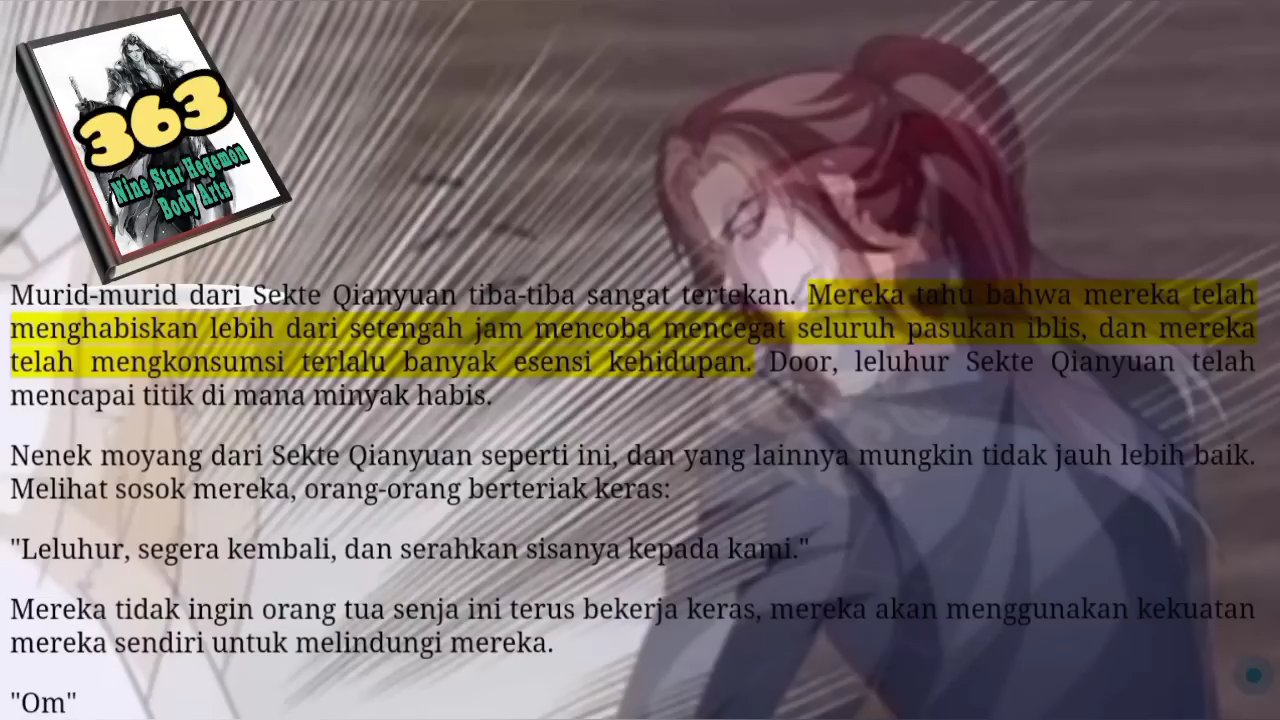 363
Nine Star Hegemon
Body Arts
Murid-murid dari Sekte Qianyuan tiba-tiba sangat tertekan. Mereka tahu bahwa mereka telah
menghabiskan lebih dari setengah jam mencoba mencegat seluruh pasukan iblis, dan mereka
telah mengkonsumsi terlalu banyak esensi kehidupan. Door, leluhur Sekte Qianyuan telah
mencapai titik di mana minyak habis.
Nenek moyang dari Sekte Qianyuan seperti ini, dan yang lainnya mungkin tidak jauh lebih baik.
Melihat sosok mereka, orang-orang berteriak keras:
"Leluhur, segera kembali, dan serahkan sisanya kepada kami."
Mereka tidak ingin orang tua senja ini terus bekerja keras, mereka akan menggunakan kekuatan
mereka sendiri untuk melindungi mereka.
"Om"